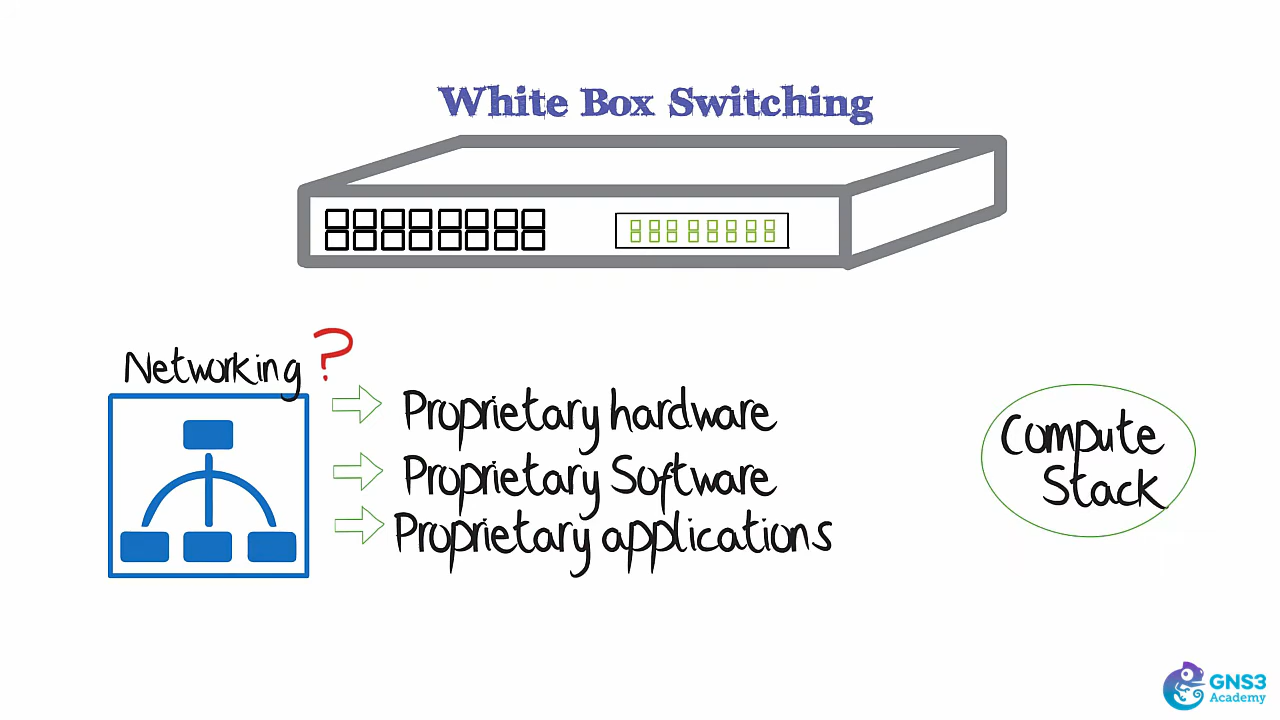 White Box Switching
Networking ?
Proprietary hardware
Proprietary Software
Proprietary applications
Compute
Stack
GNS3
Academy